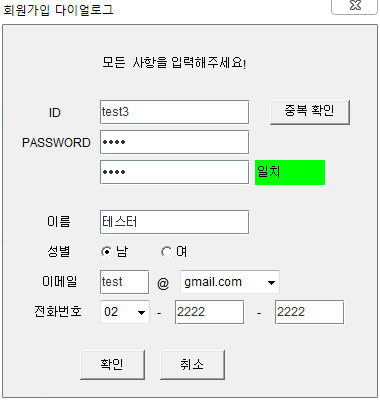 회원가입 다이얼로그
모든 사항을 입력해주세요!
ID test3 중복 확인
PASSWORD ••••
•••• 일치
이름 테스터
성별 남 여
이메일 test @ gmail.com
전화번호 02 - 2222 - 2222
확인 취소